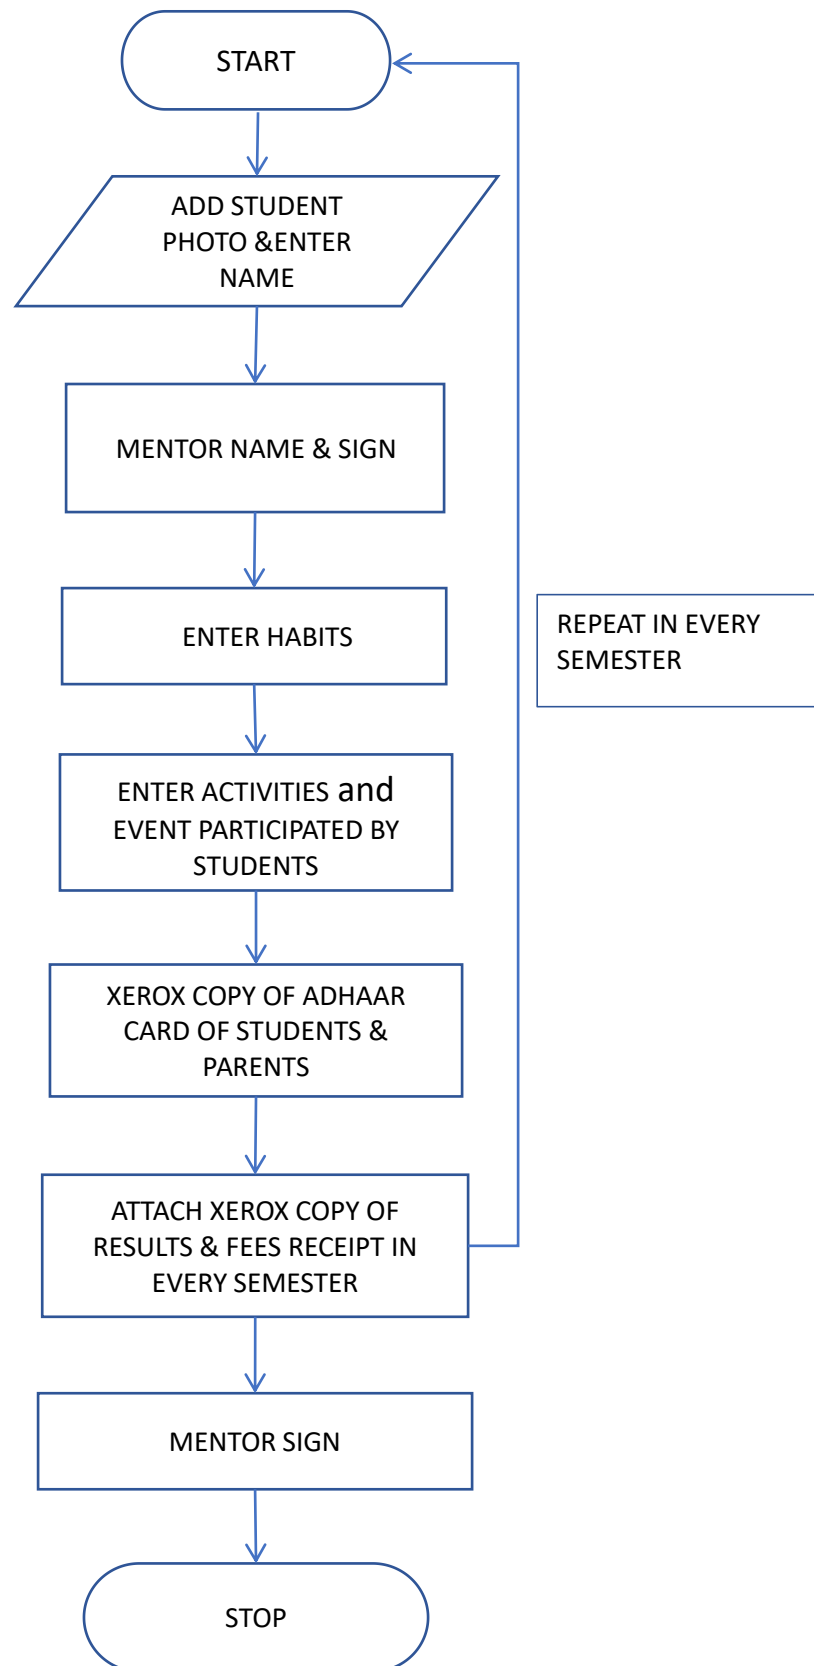 START
ADD STUDENT
PHOTO &ENTER
NAME
MENTOR NAME & SIGN
ENTER HABITS
REPEAT IN EVERY
SEMESTER
ENTER ACTIVITIES and
EVENT PARTICIPATED BY
STUDENTS
XEROX COPY OF ADHAAR
CARD OF STUDENTS &
PARENTS
ATTACH XEROX COPY OF
RESULTS & FEES RECEIPT IN
EVERY SEMESTER
MENTOR SIGN
STOP